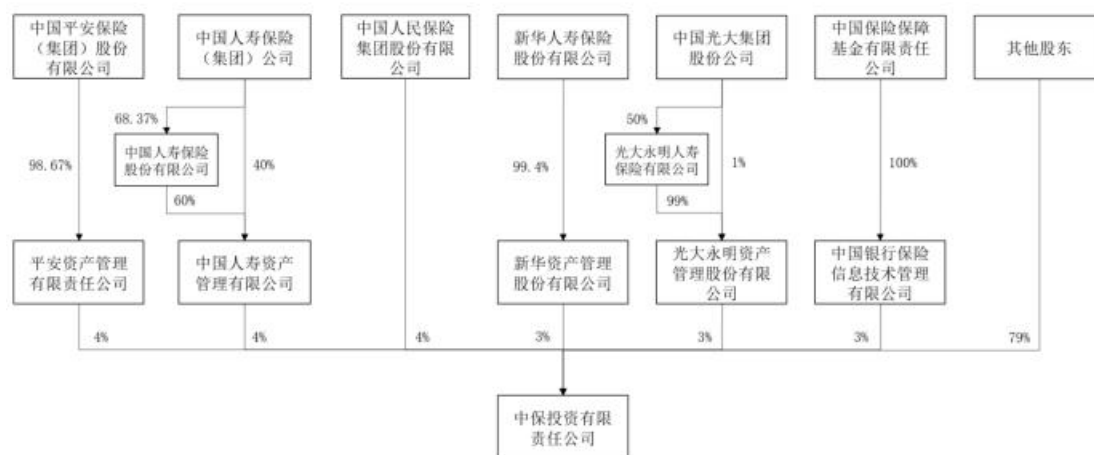 中国平安保险
（集团）股份
有限公司
中国人寿保险
（集团）公司
中国人民保险
集团股份有限
公司
新华人寿保险
股份有限公司
中国光大集团
股份公司
中国保险保障
基金有限责任
公司
其他股东
68.37%
50%
中国人寿保险
股份有限公司
光大永明人寿
保险有限公司
98.67%
40%
99.4%
1%
100%
60%
99%
平安资产管理
有限责任公司
中国人寿资产
管理有限公司
新华资产管理
股份有限公司
光大永明资产
管理股份有限
公司
中国银行保险
信息技术管理
有限公司
4%
4%
4%
3%
3%
3%
79%
中保投资有限
责任公司